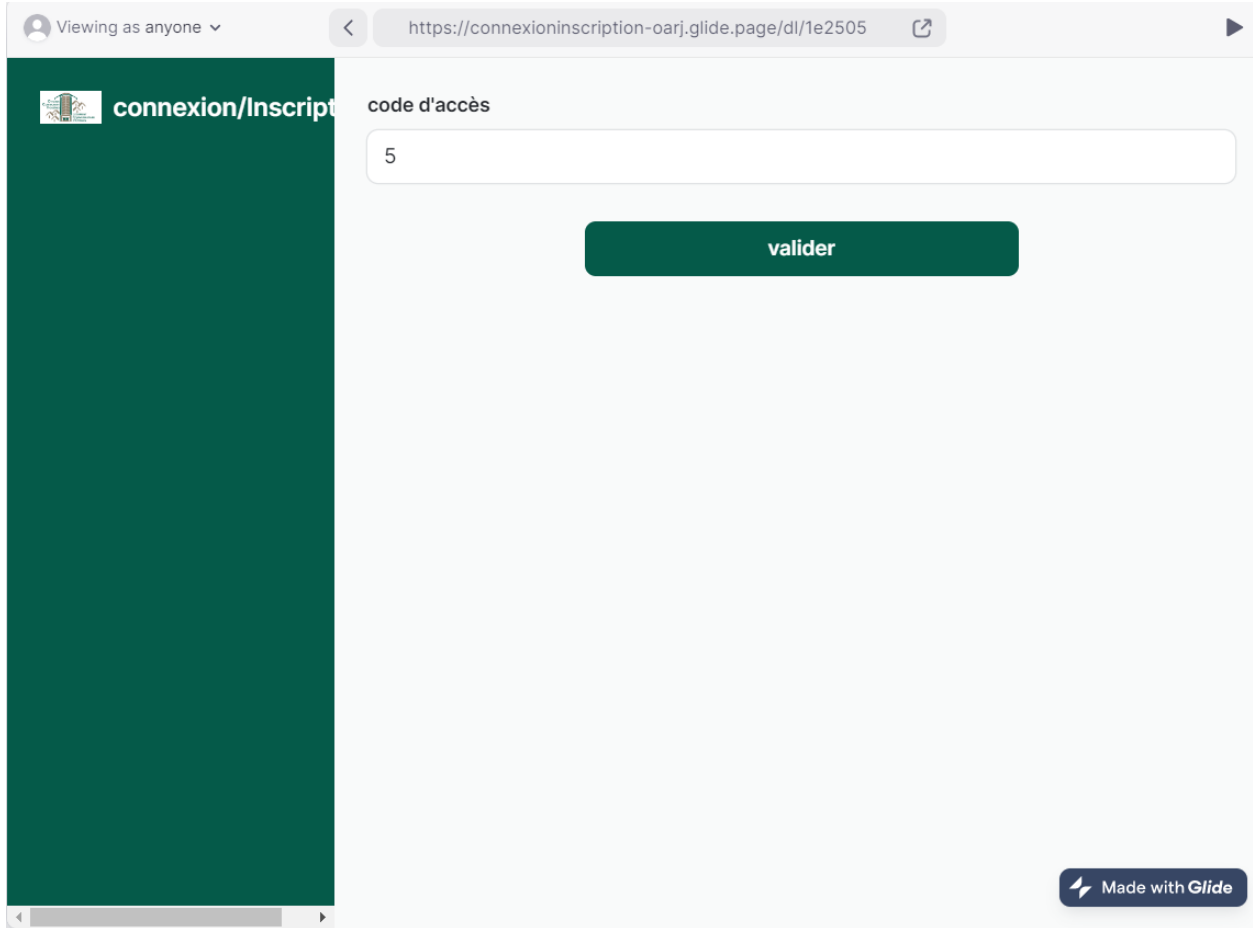 Viewing as anyone
https://connexioninscription-oarj.glide.page/dl/1e2505
connexion/Inscript
code d'accès
5
valider
Made with Glide